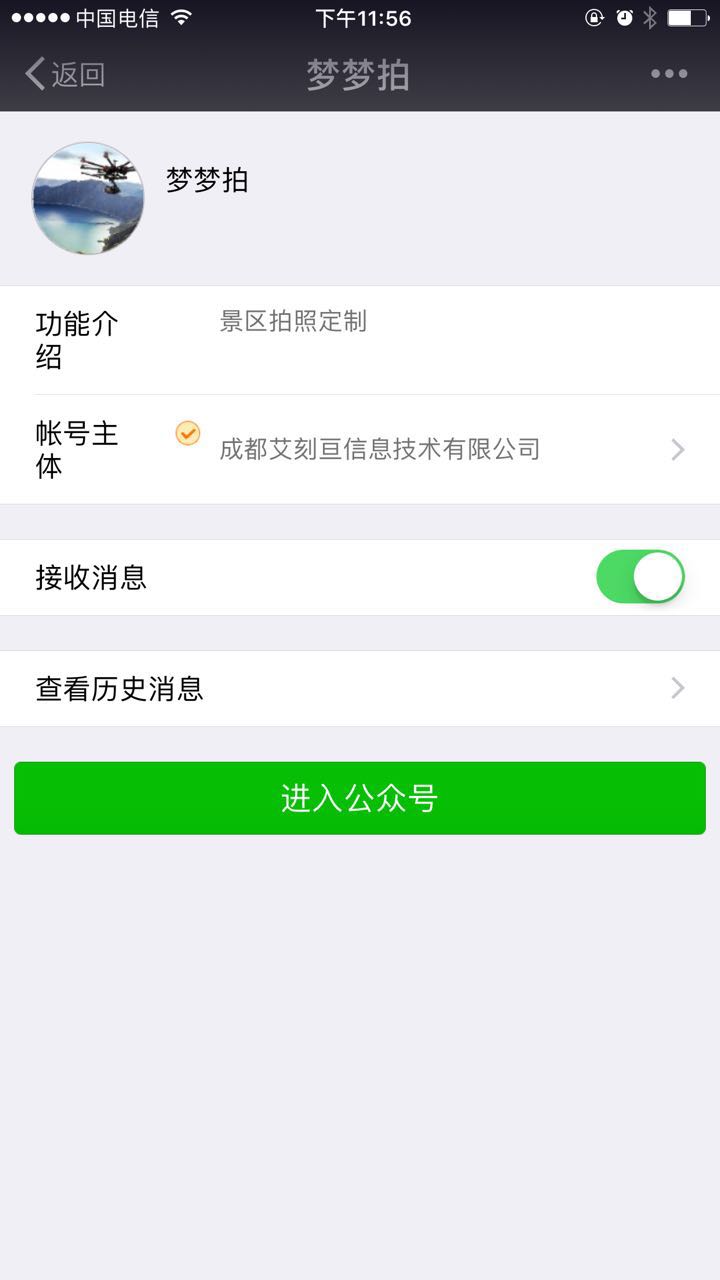 中国电信 下午11:56
返回 梦梦拍
梦梦拍
功能介
绍
景区拍照定制
帐号主
体
成都艾刻亘信息技术有限公司
接收消息
查看历史消息
进入公众号